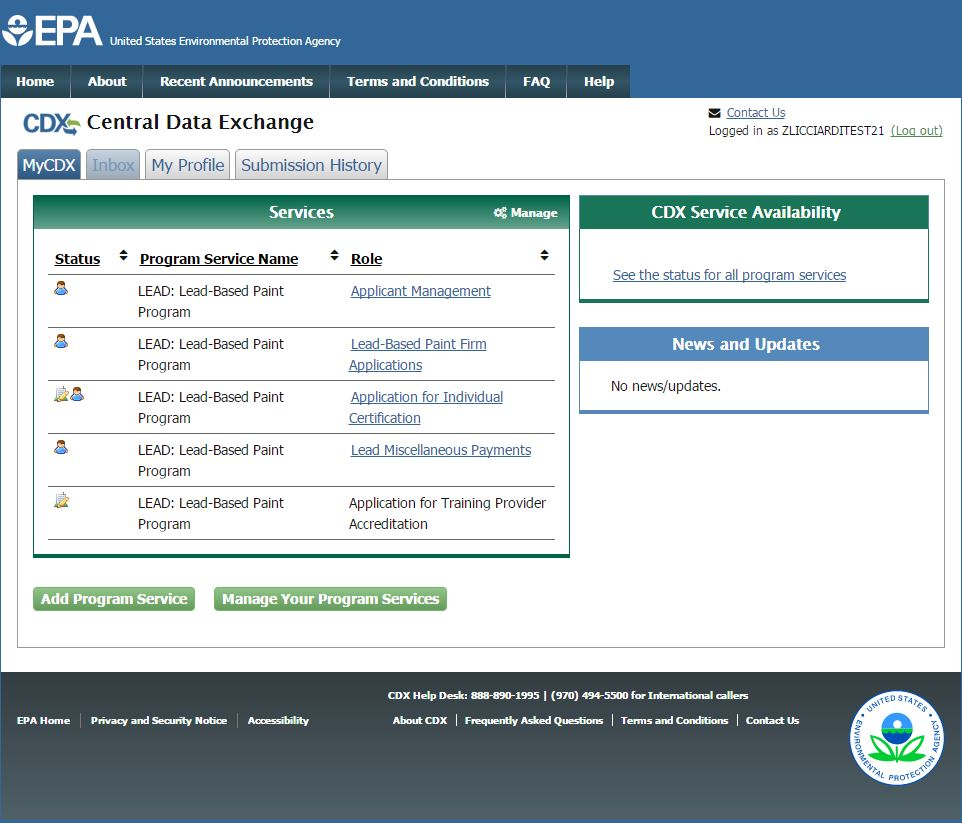 EPA United States Environmental Protection Agency
Home About Recent Announcements Terms and Conditions FAQ Help
CDX Central Data Exchange
Contact Us
Logged in as ZLICCIARDITEST21 (Log out)
MyCDX Inbox My Profile Submission History
Services Manage
Status Program Service Name Role
LEAD: Lead-Based Paint Program Applicant Management
LEAD: Lead-Based Paint Program Lead-Based Paint Firm Applications
LEAD: Lead-Based Paint Program Application for Individual Certification
LEAD: Lead-Based Paint Program Lead Miscellaneous Payments
LEAD: Lead-Based Paint Program Application for Training Provider Accreditation
CDX Service Availability
See the status for all program services
News and Updates
No news/updates.
Add Program Service Manage Your Program Services
CDX Help Desk: 888-890-1995 | (970) 494-5500 for International callers
EPA Home Privacy and Security Notice Accessibility
About CDX Frequently Asked Questions Terms and Conditions Contact Us
UNITED STATES ENVIRONMENTAL PROTECTION AGENCY